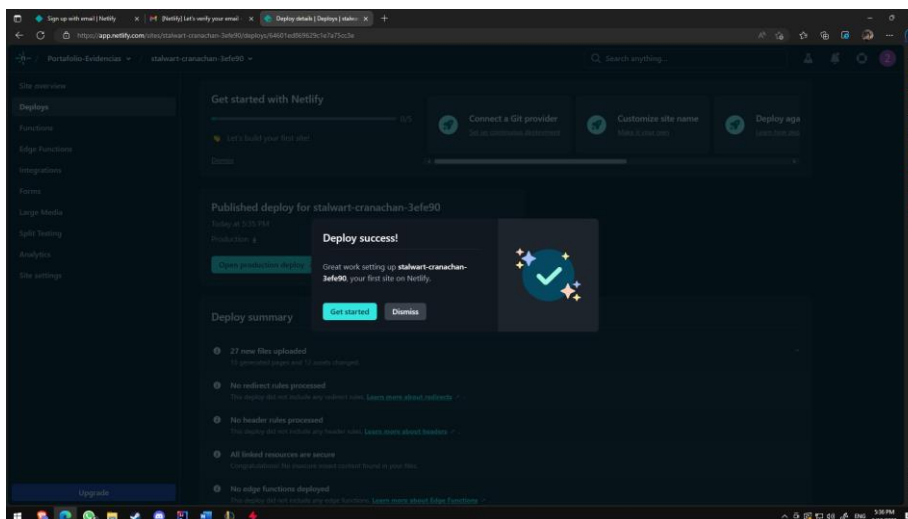 Sign up with email | Netlify
[Netlify] Let's verify your email
Deploy details | Deploys | stalwa
https://app.netlify.com/sites/stalwart-cranachan-3efe90/deploys/
Portafolio-Evidencias
stalwart-cranachan-3efe90
Search anything...
2
Site overview
Deploys
Functions
Edge Functions
Integrations
Forms
Large Media
Split Testing
Analytics
Site settings
Upgrade
Get started with Netlify
0/5
Let's build your first site
Dismiss
Connect a Git provider
Set up continuous deployment
Customize site name
Make it your own
Deploy aga
Published deploy for stalwart-cranachan-3efe90
Today at 5:35 PM
Production
Open production deploy
Deploy success!
Great work setting up stalwart-cranachan-
3efe90, your first site on Netlify.
Get started
Dismiss
Deploy summary
27 new files uploaded
No redirect rules processed
This deploy did not include any redirect rules. Learn more about redirects
No header rules processed
This deploy did not include any header rules. Learn more about headers
All linked resources are secure
Congratulations! No insecure mixed content found in your files.
No edge functions deployed
This deploy did not include any edge functions. Learn more about Edge Functions
ENG
5:36 PM